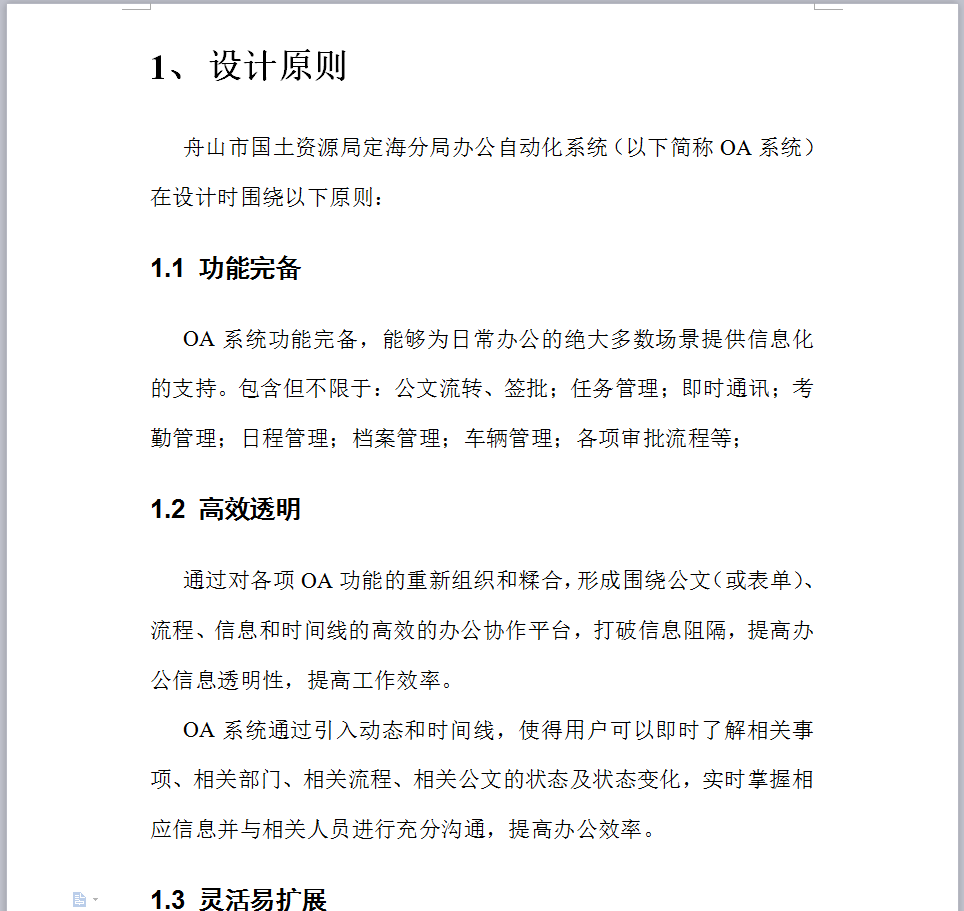 1、 设计原则
舟山市国土资源局定海分局办公自动化系统（以下简称 OA 系统）
在设计时围绕以下原则：
1.1 功能完备
OA 系统功能完备，能够为日常办公的绝大多数场景提供信息化
的支持。包含但不限于：公文流转、签批；任务管理；即时通讯；考
勤管理；日程管理；档案管理；车辆管理；各项审批流程等；
1.2 高效透明
通过对各项 OA 功能的重新组织和糅合，形成围绕公文（或表单）、
流程、信息和时间线的高效的办公协作平台，打破信息阻隔，提高办
公信息透明性，提高工作效率。
OA 系统通过引入动态和时间线，使得用户可以即时了解相关事
项、相关部门、相关流程、相关公文的状态及状态变化，实时掌握相
应信息并与相关人员进行充分沟通，提高办公效率。
1.3 灵活易扩展